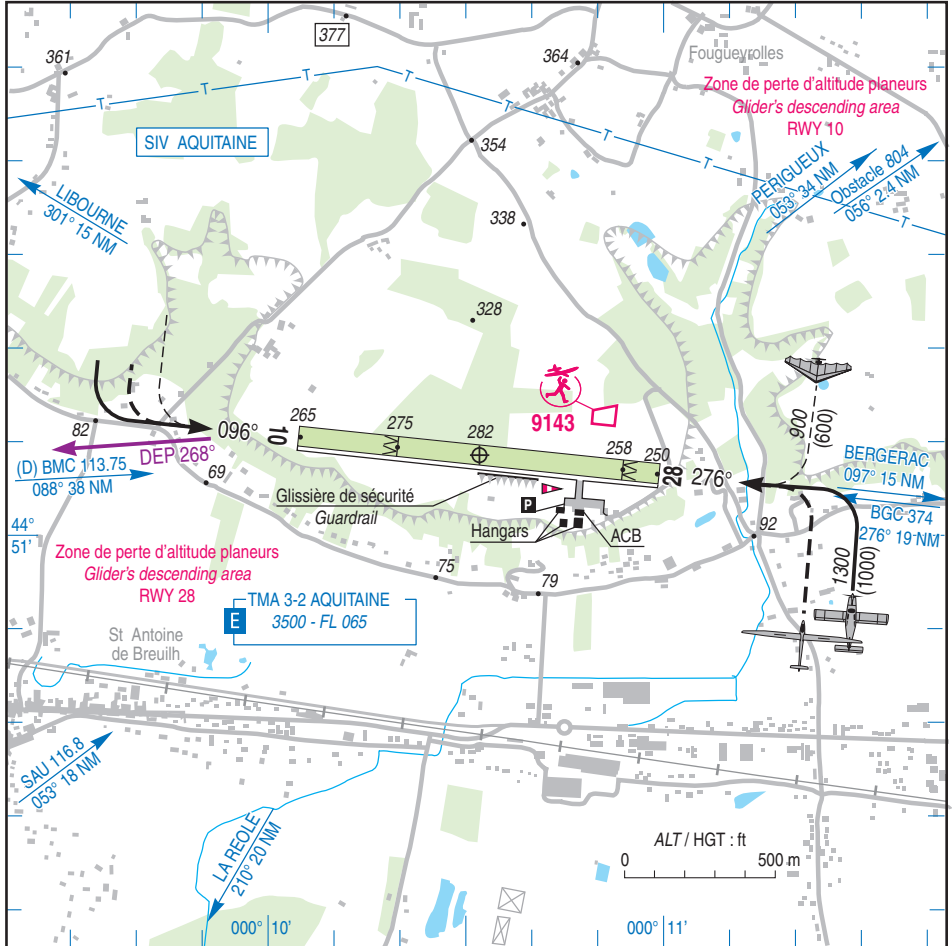 377
361
364
Fougueyrolles
Zone de perte d'altitude planeurs
Glider's descending area
RWY 10
T
T
T
T
T
T
SIV AQUITAINE
354
PERIGUEUX
053° 34 NM
Obstacle 804
056° 2.4 NM
LIBOURNE
301° 15 NM
338
328
9143
900
(600)
82
096°
DEP 268°
265
10
275
282
258
250
28
276°
BERGERAC
097° 15 NM
BGC 374
276° 19 NM
(D) BMC 113.75
088° 38 NM
69
Glissière de sécurité
Guardrail
P
Hangars
ACB
92
44°
51'
Zone de perte d'altitude planeurs
Glider's descending area
RWY 28
75
79
1300
(1000)
E
TMA 3-2 AQUITAINE
3500 - FL 065
St Antoine
de Breuilh
SAU 116.8
053° 18 NM
LA REOLE
210° 20 NM
ALT / HGT : ft
0
500 m
000° 10'
000° 11'